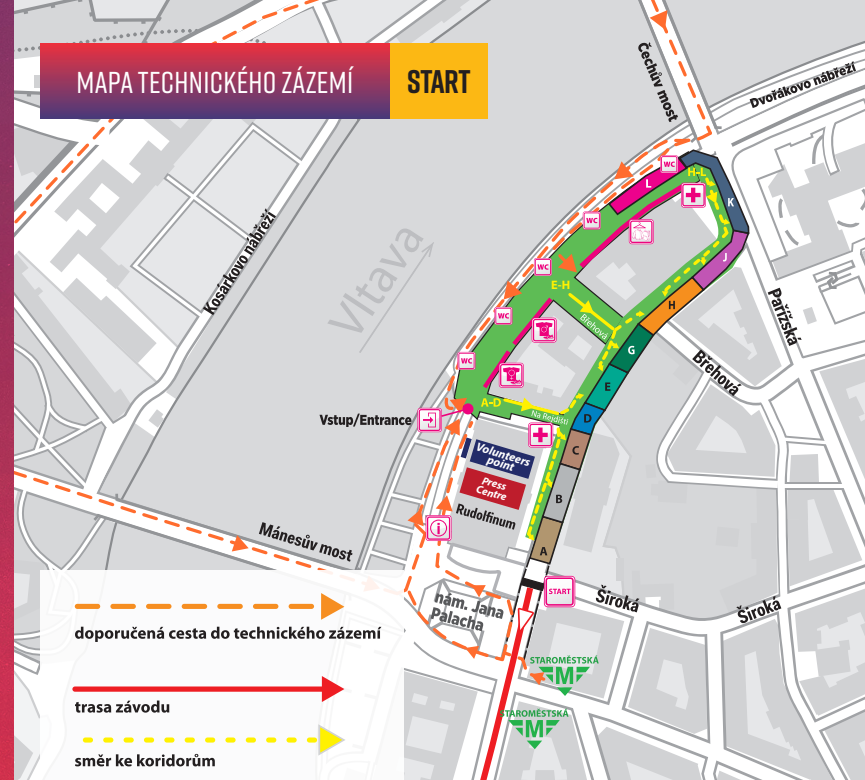 MAPA TECHNICKÉHO ZÁZEMÍ
START
Čechův most
Dvořákovo nábřeží
Kosárkovo nábřeží
Vltava
WC
H–L
L
K
WC
WC
E-H
J
H
Pařížská
WC
Břehová
G
Břehová
WC
E
A–D
Na Rejdišti
D
Vstup/Entrance
C
Volunteers
point
Press
Centre
B
Rudolfinum
A
Mánesův most
START
Široká
Široká
nám. Jana
Palacha
doporučená cesta do technického zázemí
STAROMĚSTSKÁ
M
trasa závodu
STAROMĚSTSKÁ
M
směr ke koridorům